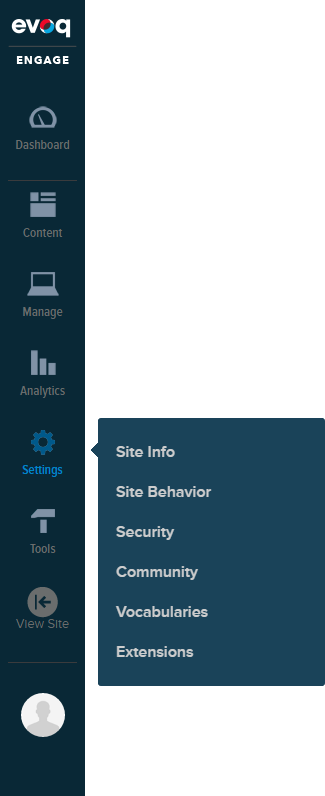 evoq
ENGAGE
Dashboard
Content
Manage
Analytics
Settings
Site Info
Site Behavior
Security
Community
Vocabularies
Extensions
Tools
View Site